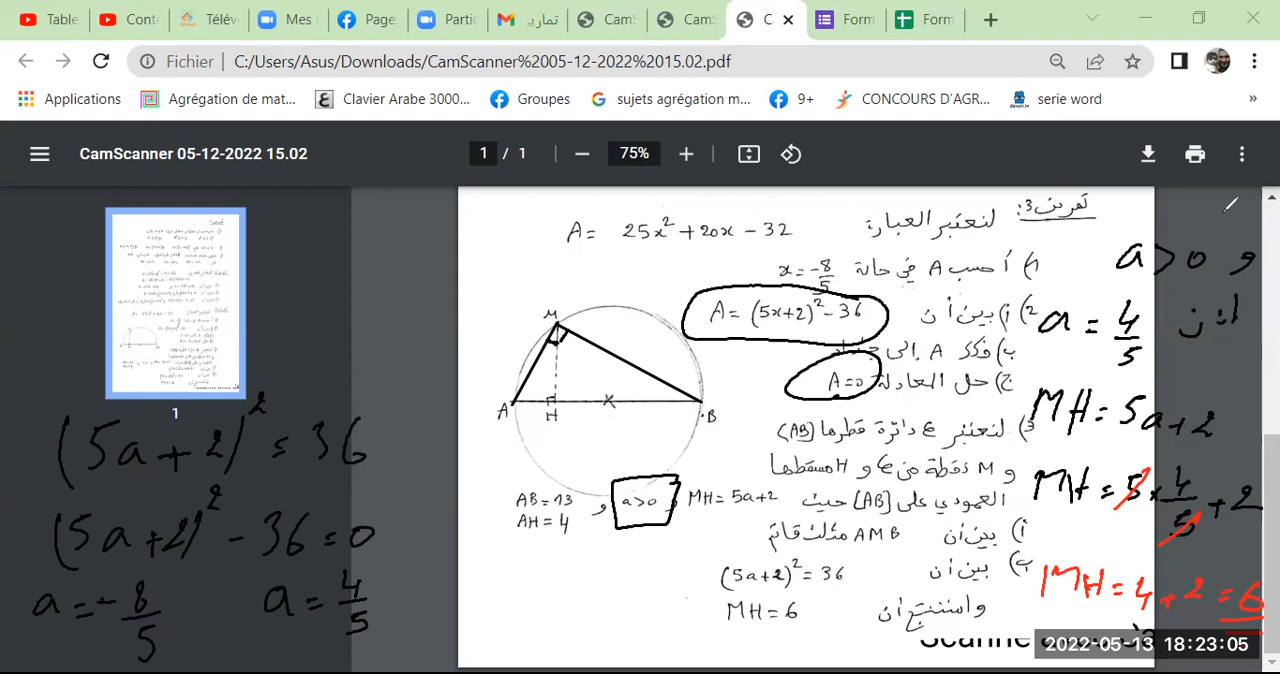 Table
Cont
Télév
Mes
Page
Partic
تمارين
CamS
CamS
C
Form
Form
Fichier
C:/Users/Asus/Downloads/CamScanner%2005-12-2022%2015.02.pdf
Applications
Agrégation de mat...
Clavier Arabe 3000...
Groupes
sujets agrégation m...
9+
CONCOURS D'AGR...
serie word
»
CamScanner 05-12-2022 15.02
1 / 1
75%
1
تمرين 3: لنعتبر العبارة A = 25x² + 20x - 32
1) أحسب A في حالة x = -8/5
2) أ) بين أن A = (5x+2)² - 36
ب) فكك A إلى
ج) حل المعادلة A=0
3) لنعتبر ع دائرة قطرها [AB]
و M نقطة من ع و H مسقطها
العمودي على [AB] حيث MH = 5a+2 و a>0 و AB = 13
AH = 4
أ) بين أن AMB مثلث قائم
ب) بين أن (5a+2)² = 36
واستنتج أن MH = 6
M
A
H
B
(5a+2)² = 36
(5a+2)² - 36 = 0
a = -8/5 a = 4/5
و a>0
اذن a = 4/5
MH = 5a+2
MH = 5 × 4/5 + 2
MH = 4+2 = 6
2022-05-13 18:23:05